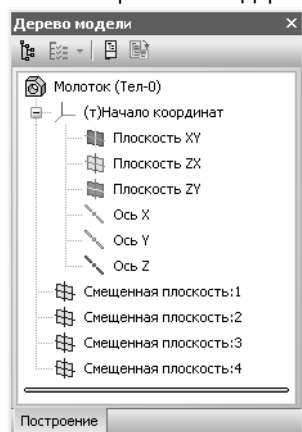 Дерево модели
Молоток (Тел-0)
(т)Начало координат
Плоскость XY
Плоскость ZX
Плоскость ZY
Ось X
Ось Y
Ось Z
Смещенная плоскость:1
Смещенная плоскость:2
Смещенная плоскость:3
Смещенная плоскость:4
Построение